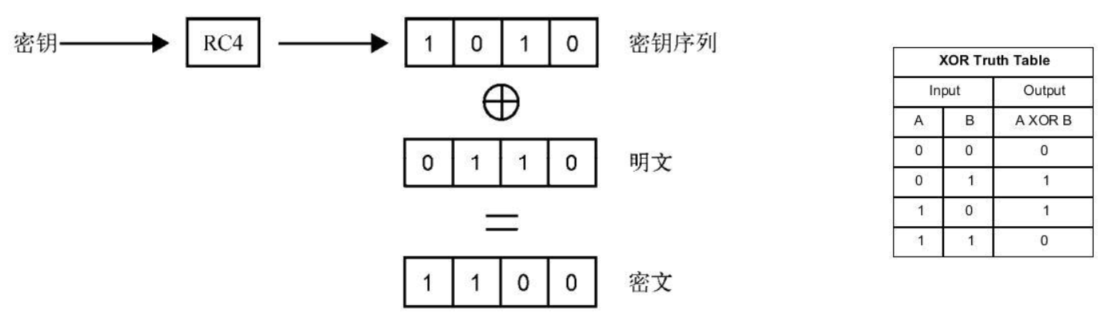 密钥 RC4 1 0 1 0 密钥序列
0 1 1 0 明文
1 1 0 0 密文
XOR Truth Table
Input Output
A B A XOR B
0 0 0
0 1 1
1 0 1
1 1 0